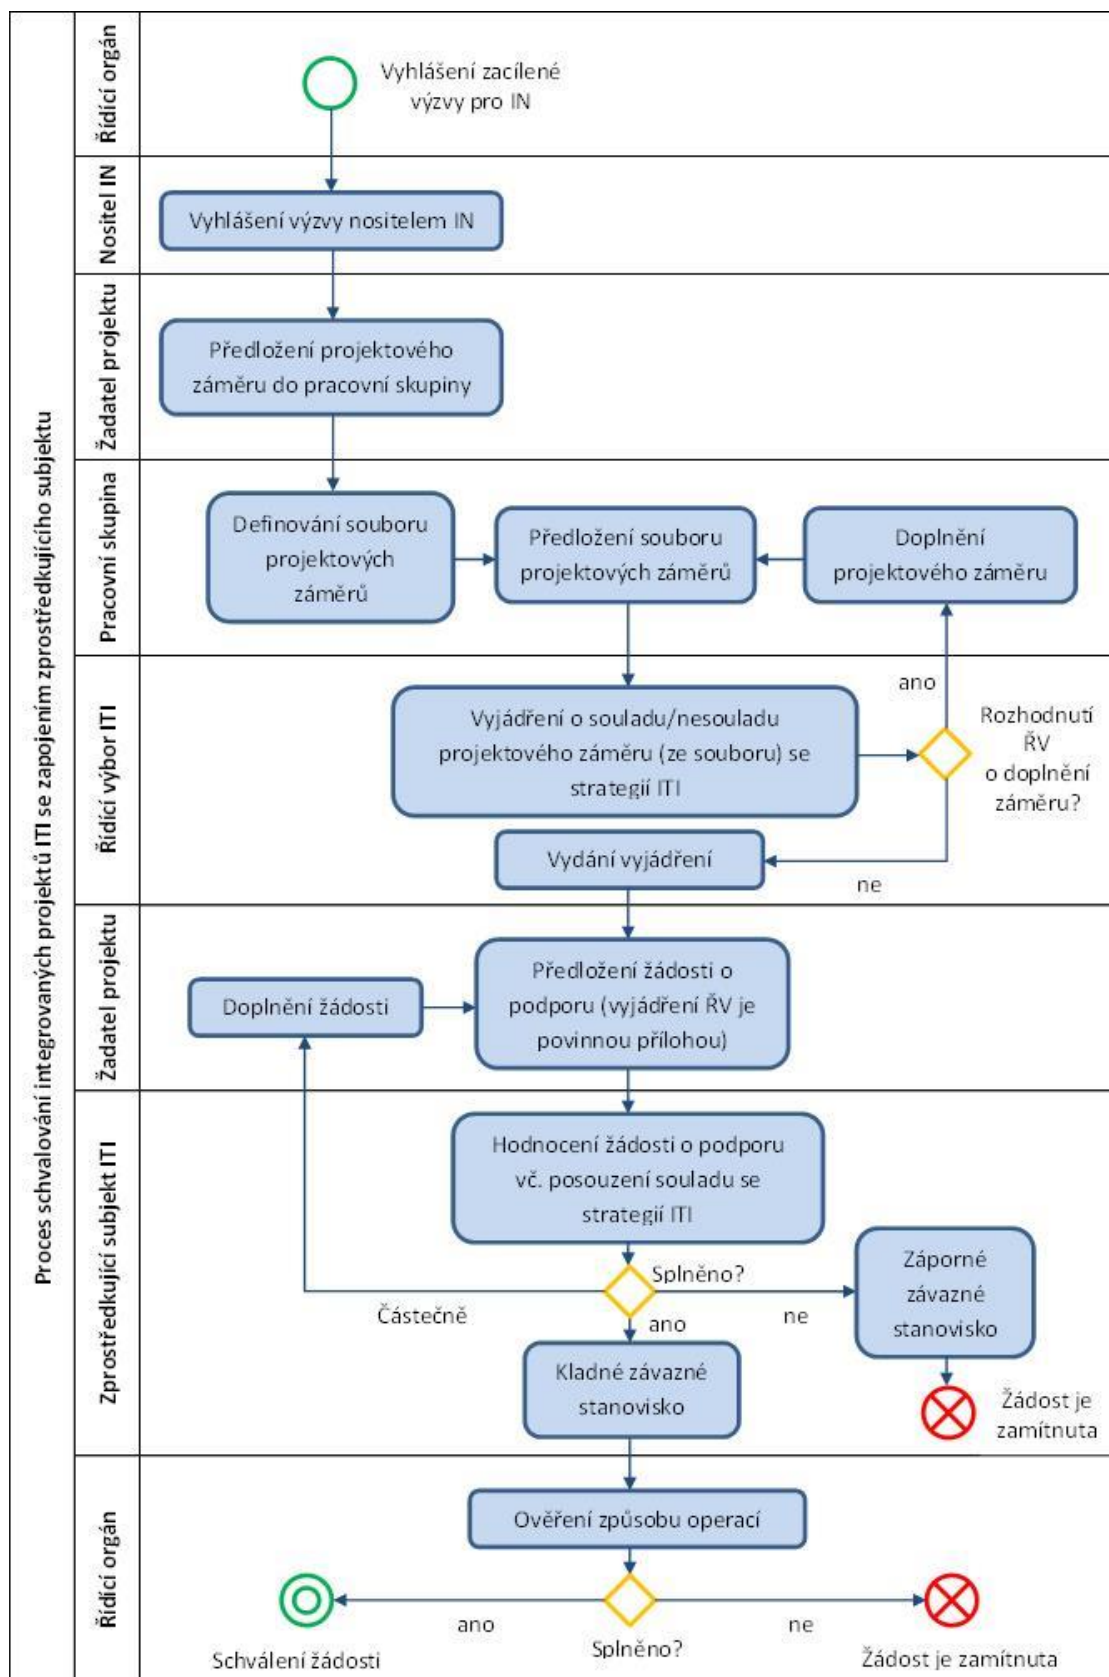 Proces schvalování integrovaných projektů ITI se zapojením zprostředkujícího subjektu
Řídící orgán
Vyhlášení zacílené
výzvy pro IN
Nositel IN
Vyhlášení výzvy nositelem IN
Žadatel projektu
Předložení projektového
záměru do pracovní skupiny
Pracovní skupina
Definování souboru
projektových
záměrů
Předložení souboru
projektových záměrů
Doplnění
projektového záměru
Řídící výbor ITI
Vyjádření o souladu/nesouladu
projektového záměru (ze souboru) se
strategií ITI
ano
Rozhodnutí
ŘV
o doplnění
záměru?
Vydání vyjádření
ne
Žadatel projektu
Doplnění žádosti
Předložení žádosti o
podporu (vyjádření ŘV je
povinnou přílohou)
Zprostředkující subjekt ITI
Hodnocení žádosti o podporu
vč. posouzení souladu se
strategií ITI
Splněno?
Částečně
ano
ne
Záporné
závazné
stanovisko
Kladné závazné
stanovisko
Žádost je
zamítnuta
Řídící orgán
Ověření způsobu operací
ano
Splněno?
ne
Schválení žádosti
Žádost je zamítnuta